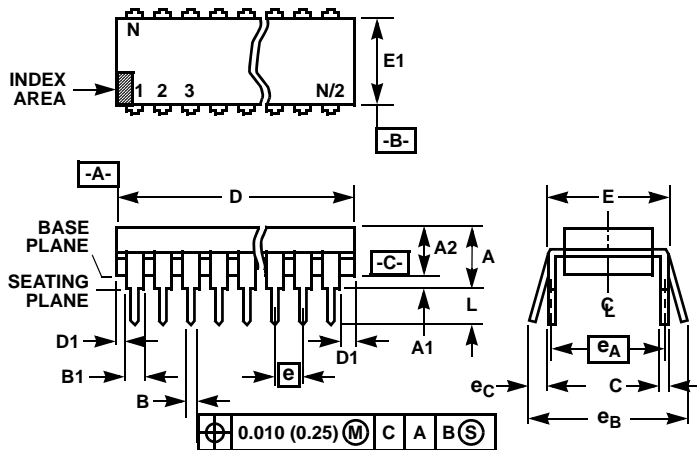 N
E1
INDEX
AREA
1 2 3 N/2
-B-
-A-
D
E
BASE
PLANE
A2
A
-C-
SEATING
PLANE
L
C
L
D1
A1
D1
eA
B1
e
eC
C
B
eB
0.010 (0.25) M C A B S